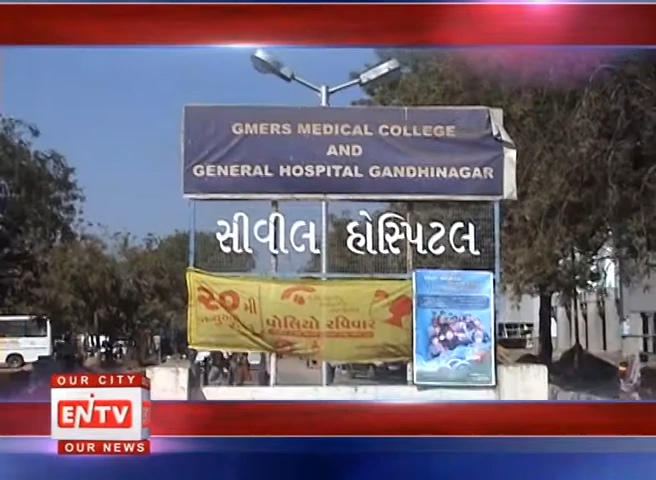 GMERS MEDICAL COLLEGE
AND
GENERAL HOSPITAL, GANDHINAGAR.
સીવીલ હોસ્પિટલ
૨૦ મી
પોલિયો રવિવાર
OUR CITY
ENTV
OUR NEWS